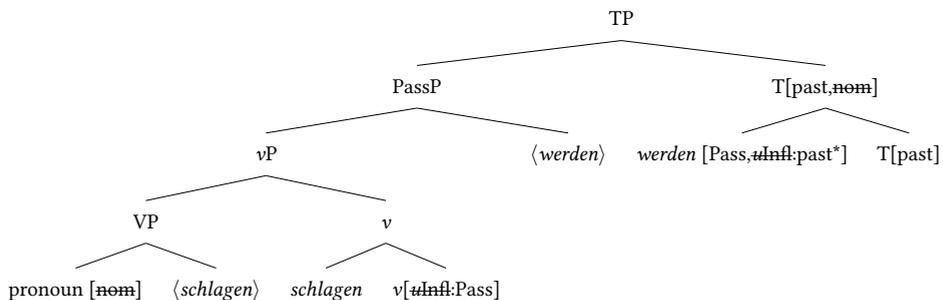 TP
PassP T[past,nom]
vP ⟨werden⟩ werden [Pass,uInfl:past*] T[past]
VP v
pronoun [nom] ⟨schlagen⟩ schlagen v[uInfl:Pass]